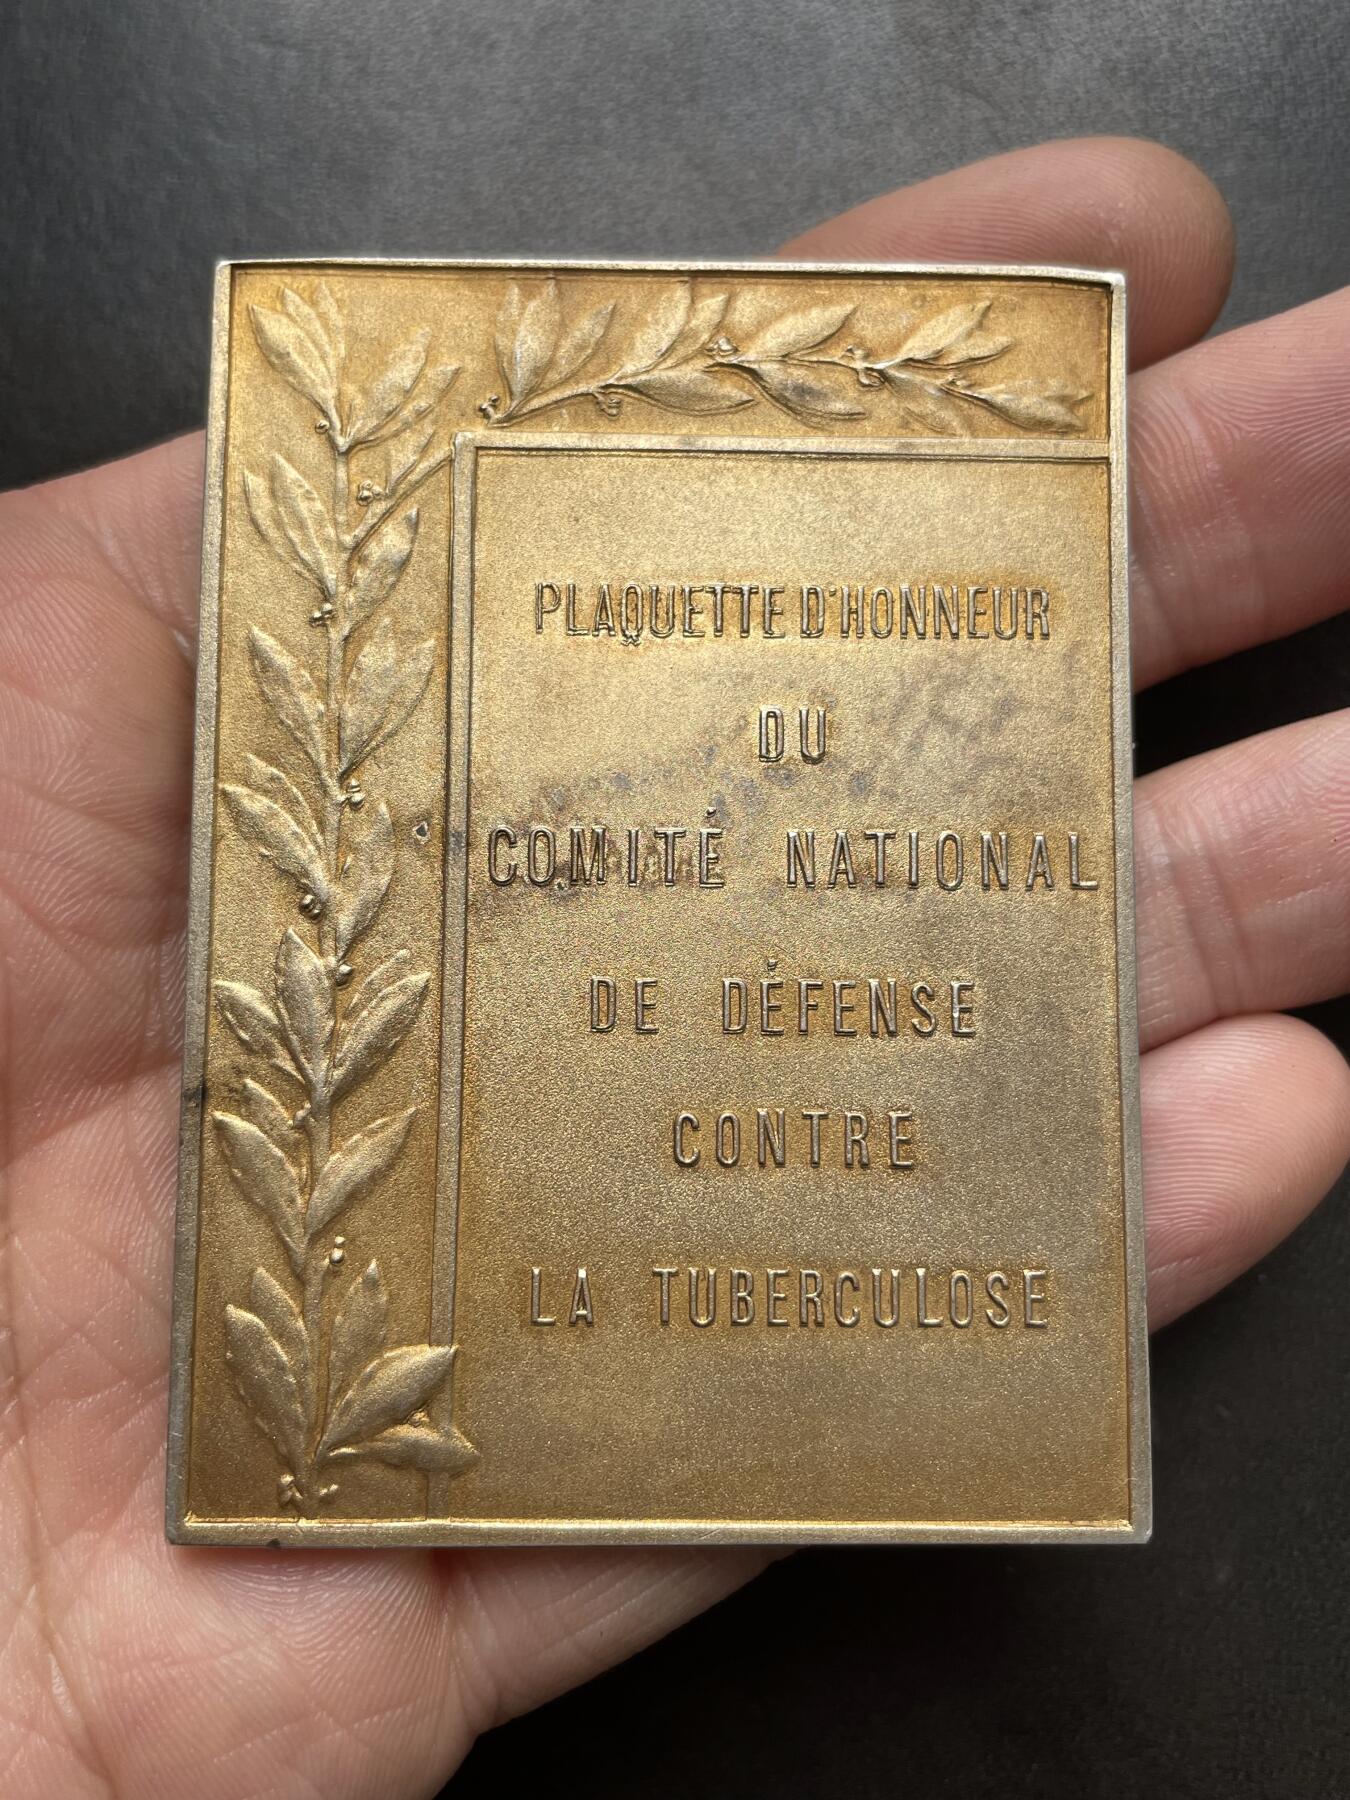 PLAQUETTE D'HONNEUR
DU
COMITÉ NATIONAL
DE DÉFENSE
CONTRE
LA TUBERCULOSE